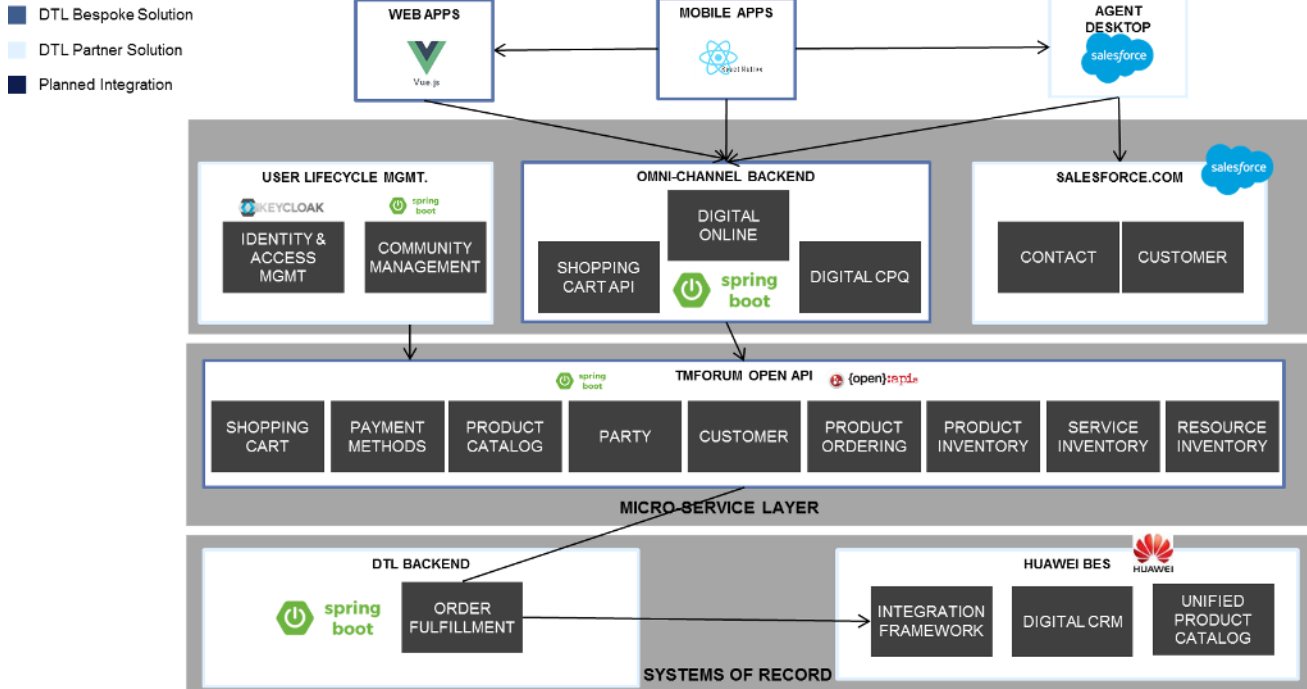 DTL Bespoke Solution
DTL Partner Solution
Planned Integration
WEB APPS
Vue.js
MOBILE APPS
React Native
AGENT
DESKTOP
salesforce
USER LIFECYCLE MGMT.
KEYCLOAK
spring
boot
IDENTITY &
ACCESS
MGMT
COMMUNITY
MANAGEMENT
OMNI-CHANNEL BACKEND
DIGITAL
ONLINE
SHOPPING
CART API
spring
boot
DIGITAL CPQ
SALESFORCE.COM
salesforce
CONTACT
CUSTOMER
spring
boot
TMFORUM OPEN API
{open}:apis
SHOPPING
CART
PAYMENT
METHODS
PRODUCT
CATALOG
PARTY
CUSTOMER
PRODUCT
ORDERING
PRODUCT
INVENTORY
SERVICE
INVENTORY
RESOURCE
INVENTORY
MICRO-SERVICE LAYER
DTL BACKEND
spring
boot
ORDER
FULFILLMENT
HUAWEI BES
HUAWEI
INTEGRATION
FRAMEWORK
DIGITAL CRM
UNIFIED
PRODUCT
CATALOG
SYSTEMS OF RECORD